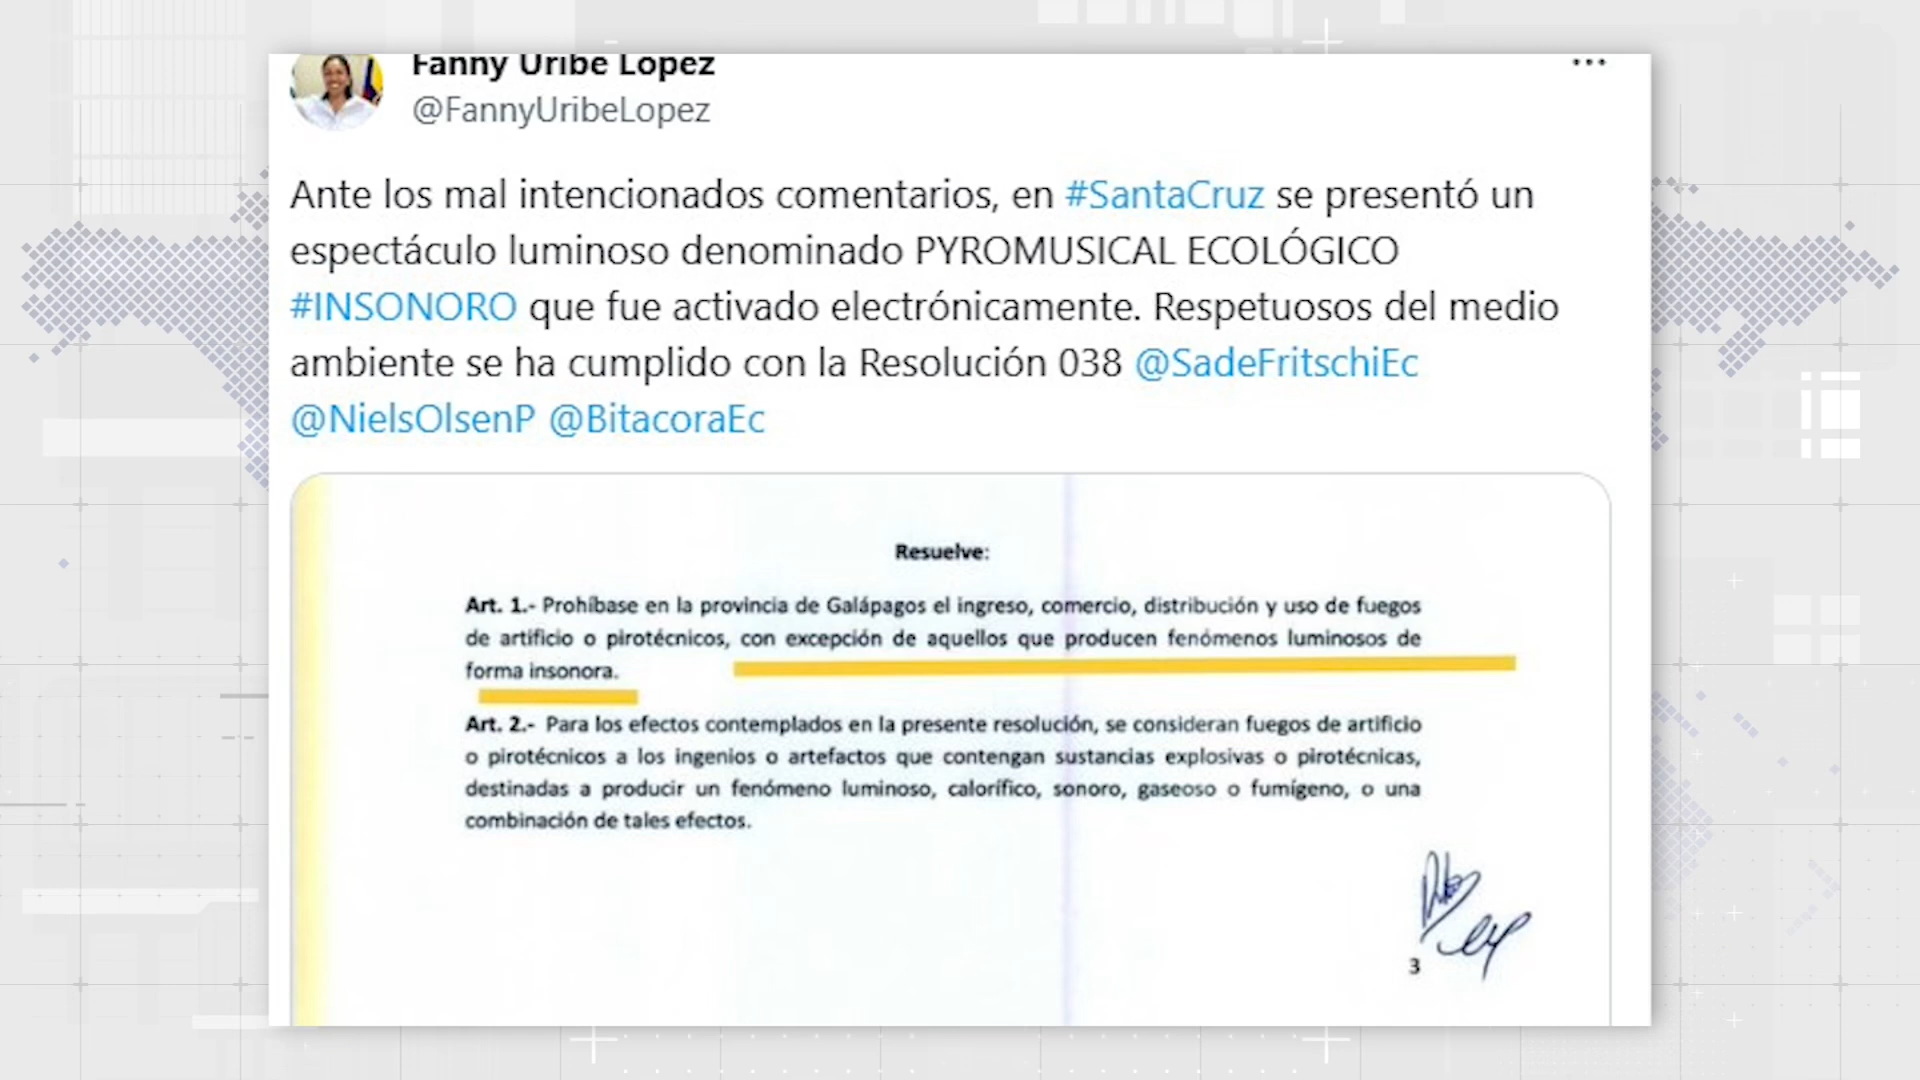 Fanny Uribe Lopez
@FannyUribeLopez
Ante los mal intencionados comentarios, en #SantaCruz se presentó un
espectáculo luminoso denominado PYROMUSICAL ECOLÓGICO
#INSONORO que fue activado electrónicamente. Respetuosos del medio
ambiente se ha cumplido con la Resolución 038 @SadeFritschiEc
@NielsOlsenP @BitacoraEc
Resuelve:
Art. 1.- Prohíbase en la provincia de Galápagos el ingreso, comercio, distribución y uso de fuegos
de artificio o pirotécnicos, con excepción de aquellos que producen fenómenos luminosos de
forma insonora.
Art. 2.- Para los efectos contemplados en la presente resolución, se consideran fuegos de artificio
o pirotécnicos a los ingenios o artefactos que contengan sustancias explosivas o pirotécnicas,
destinadas a producir un fenómeno luminoso, calorífico, sonoro, gaseoso o fumígeno, o una
combinación de tales efectos.
3